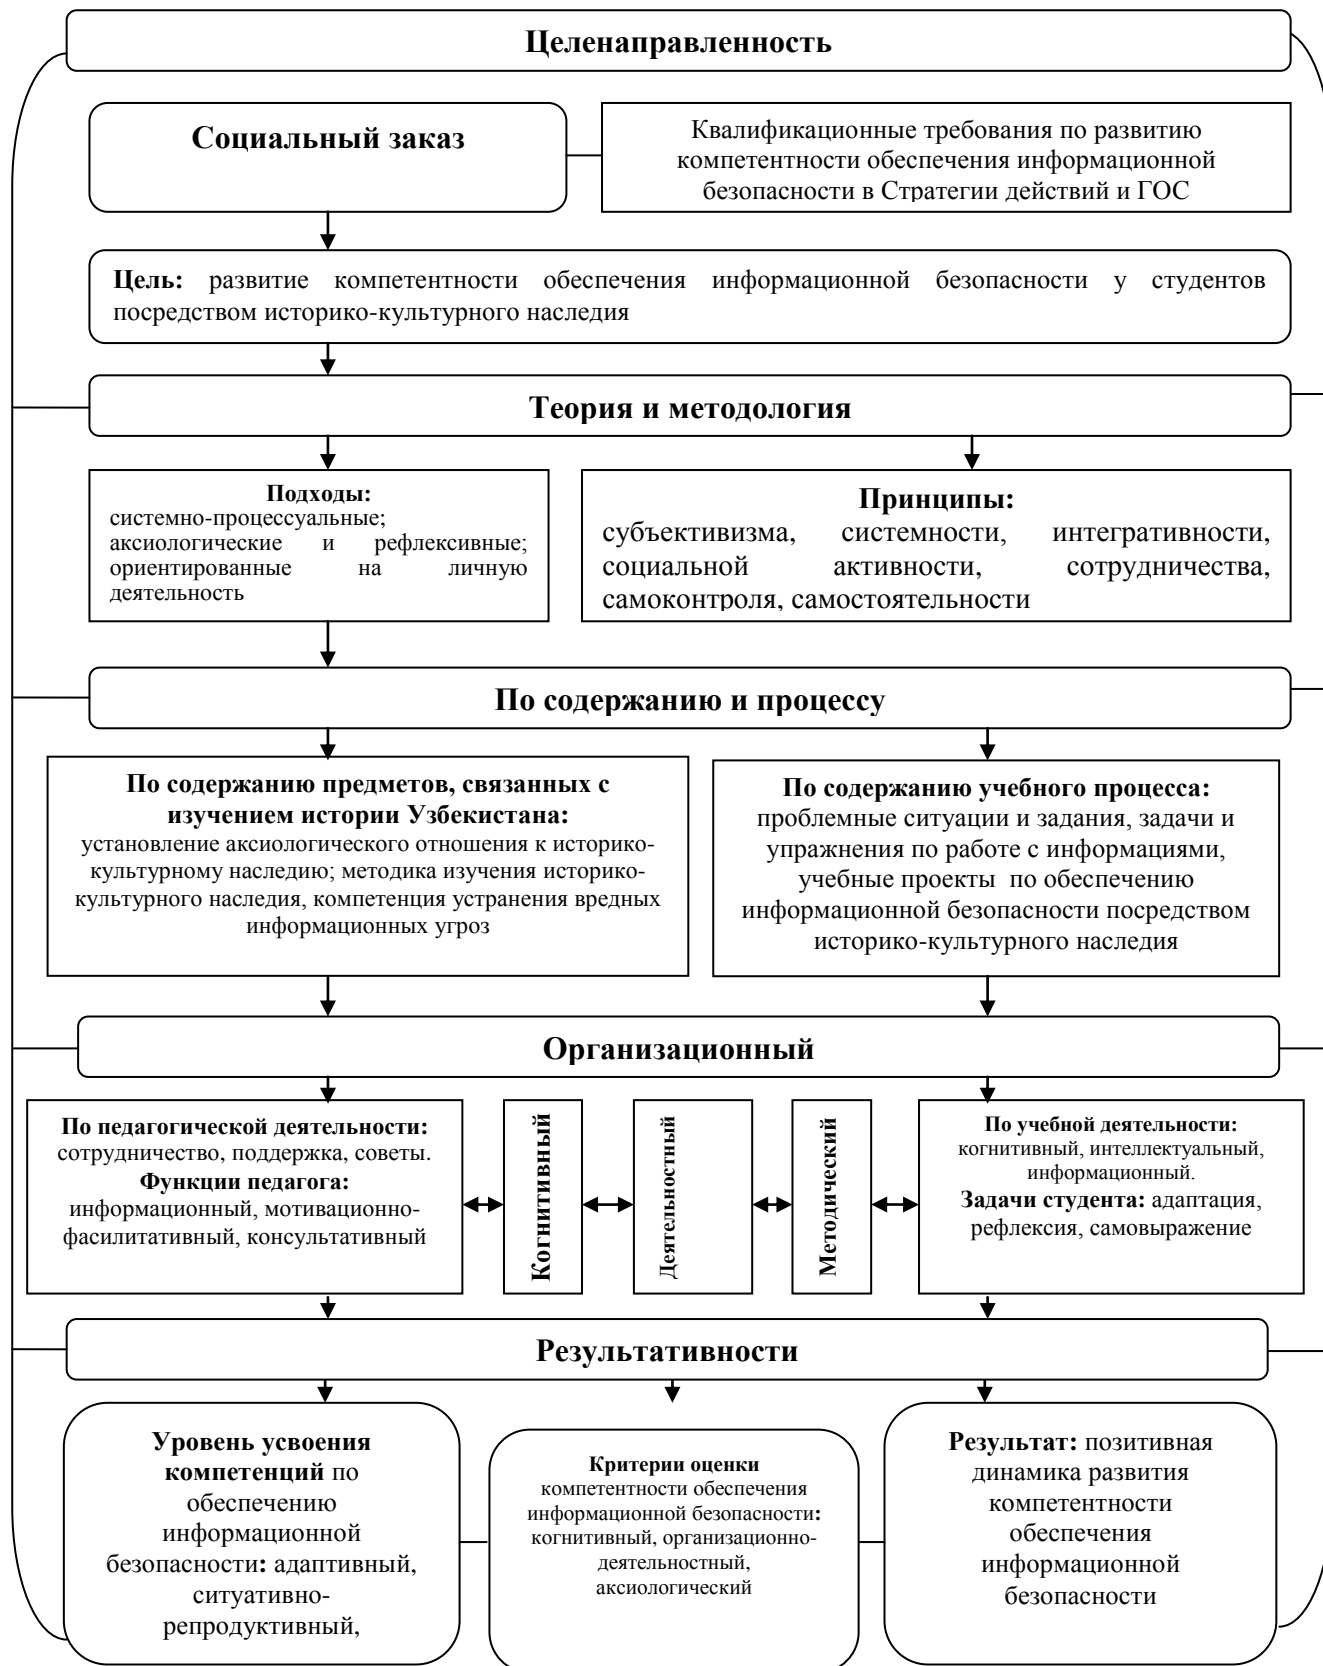 Целенаправленность
Социальный заказ
Квалификационные требования по развитию
компетентности обеспечения информационной
безопасности в Стратегии действий и ГОС
Цель: развитие компетентности обеспечения информационной безопасности у студентов
посредством историко-культурного наследия
Теория и методология
Подходы:
системно-процессуальные;
аксиологические и рефлексивные;
ориентированные на личную
деятельность
Принципы:
субъективизма, системности, интегративности,
социальной активности, сотрудничества,
самоконтроля, самостоятельности
По содержанию и процессу
По содержанию предметов, связанных с
изучением истории Узбекистана:
установление аксиологического отношения к историко-
культурному наследию; методика изучения историко-
культурного наследия, компетенция устранения вредных
информационных угроз
По содержанию учебного процесса:
проблемные ситуации и задания, задачи и
упражнения по работе с информациями,
учебные проекты по обеспечению
информационной безопасности посредством
историко-культурного наследия
Организационный
По педагогической деятельности:
сотрудничество, поддержка, советы.
Функции педагога:
информационный, мотивационно-
фасилитативный, консультативный
Когнитивный
Деятельностный
Методический
По учебной деятельности:
когнитивный, интеллектуальный,
информационный.
Задачи студента: адаптация,
рефлексия, самовыражение
Результативности
Уровень усвоения
компетенций по
обеспечению
информационной
безопасности: адаптивный,
ситуативно-
репродуктивный,
Критерии оценки
компетентности обеспечения
информационной безопасности:
когнитивный, организационно-
деятельностный,
аксиологический
Результат: позитивная
динамика развития
компетентности
обеспечения
информационной
безопасности